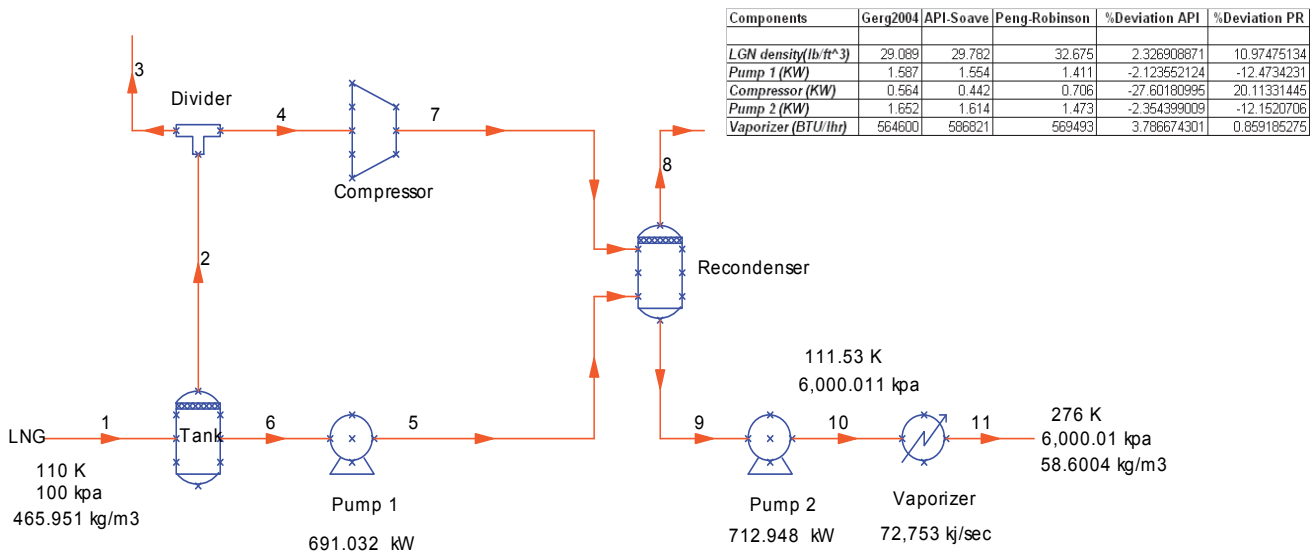 Components Gerg2004 API-Soave Peng-Robinson %Deviation API %Deviation PR
LGN density(lb/ft^3) 29.089 29.782 32.675 2.326908871 10.97475134
Pump 1 (KW) 1.587 1.554 1.411 -2.123552124 -12.4734231
Compressor (KW) 0.564 0.442 0.706 -27.60180995 20.11331445
Pump 2 (KW) 1.652 1.614 1.473 -2.354399009 -12.1520706
Vaporizer (BTU/lhr) 564600 586821 569493 3.786674301 0.859185275
3
Divider
4
7
Compressor
8
2
Recondenser
111.53 K
6,000.011 kpa
LNG
1
Tank
6
5
9
10
11
276 K
6,000.01 kpa
58.6004 kg/m3
110 K
100 kpa
465.951 kg/m3
Pump 1
691.032 kW
Pump 2
712.948 kW
Vaporizer
72,753 kj/sec